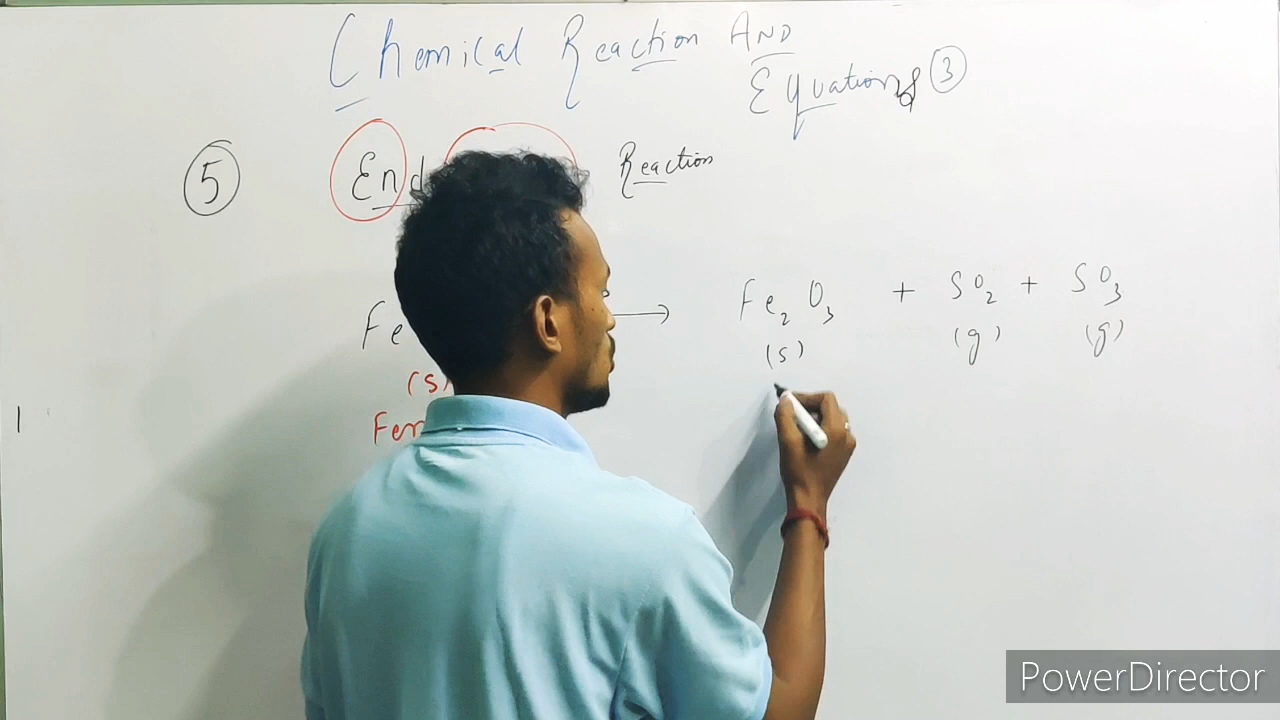 Chemical Reaction AND
Equations 3
5 End Reaction
Fe → Fe2O3 + SO2 + SO3
(s) (g) (g)
(s)
Fer
PowerDirector